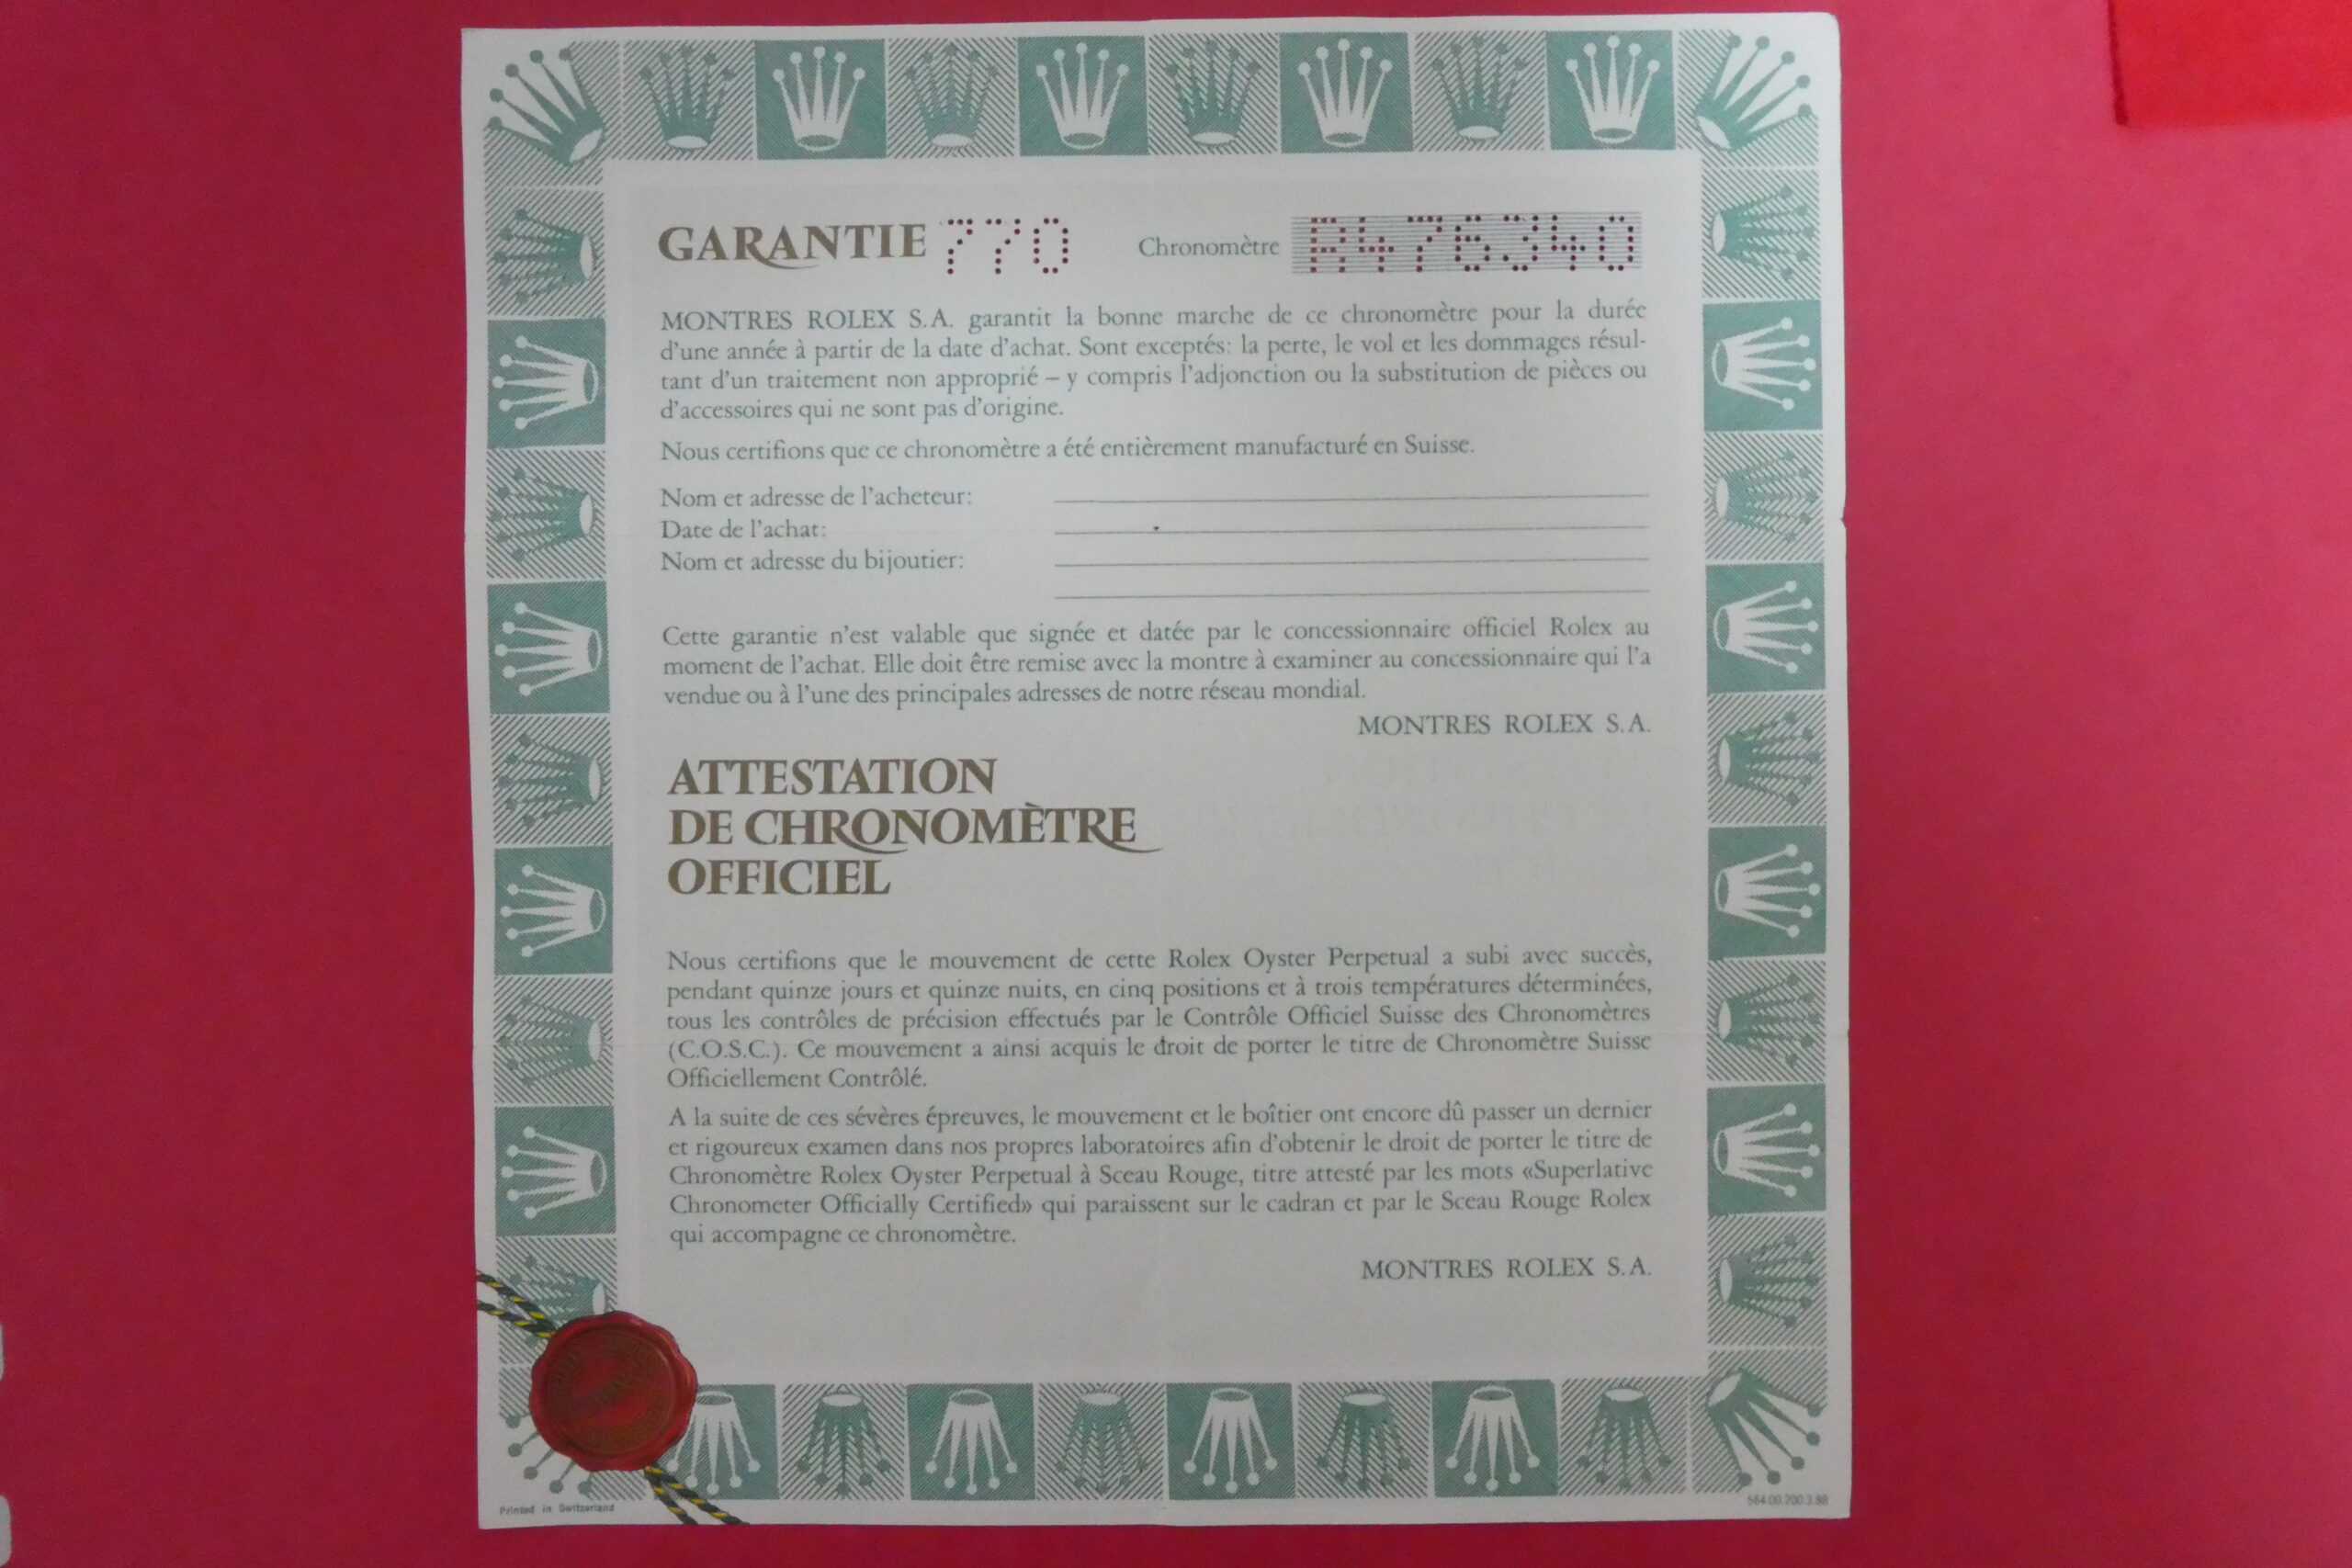 GARANTIE 770 Chronomètre R476340
MONTRES ROLEX S.A. garantit la bonne marche de ce chronomètre pour la durée
d'une année à partir de la date d'achat. Sont exceptés: la perte, le vol et les dommages résul-
tant d'un traitement non approprié – y compris l'adjonction ou la substitution de pièces ou
d'accessoires qui ne sont pas d'origine.
Nous certifions que ce chronomètre a été entièrement manufacturé en Suisse.
Nom et adresse de l'acheteur:
Date de l'achat:
Nom et adresse du bijoutier:
Cette garantie n'est valable que signée et datée par le concessionnaire officiel Rolex au
moment de l'achat. Elle doit être remise avec la montre à examiner au concessionnaire qui l'a
vendue ou à l'une des principales adresses de notre réseau mondial.
MONTRES ROLEX S.A.
ATTESTATION
DE CHRONOMÈTRE
OFFICIEL
Nous certifions que le mouvement de cette Rolex Oyster Perpetual a subi avec succès,
pendant quinze jours et quinze nuits, en cinq positions et à trois températures déterminées,
tous les contrôles de précision effectués par le Contrôle Officiel Suisse des Chronomètres
(C.O.S.C.). Ce mouvement a ainsi acquis le droit de porter le titre de Chronomètre Suisse
Officiellement Contrôlé.
A la suite de ces sévères épreuves, le mouvement et le boîtier ont encore dû passer un dernier
et rigoureux examen dans nos propres laboratoires afin d'obtenir le droit de porter le titre de
Chronomètre Rolex Oyster Perpetual à Sceau Rouge, titre attesté par les mots «Superlative
Chronometer Officially Certified» qui paraissent sur le cadran et par le Sceau Rouge Rolex
qui accompagne ce chronomètre.
MONTRES ROLEX S.A.
Printed in Switzerland
564.00.200.3.88